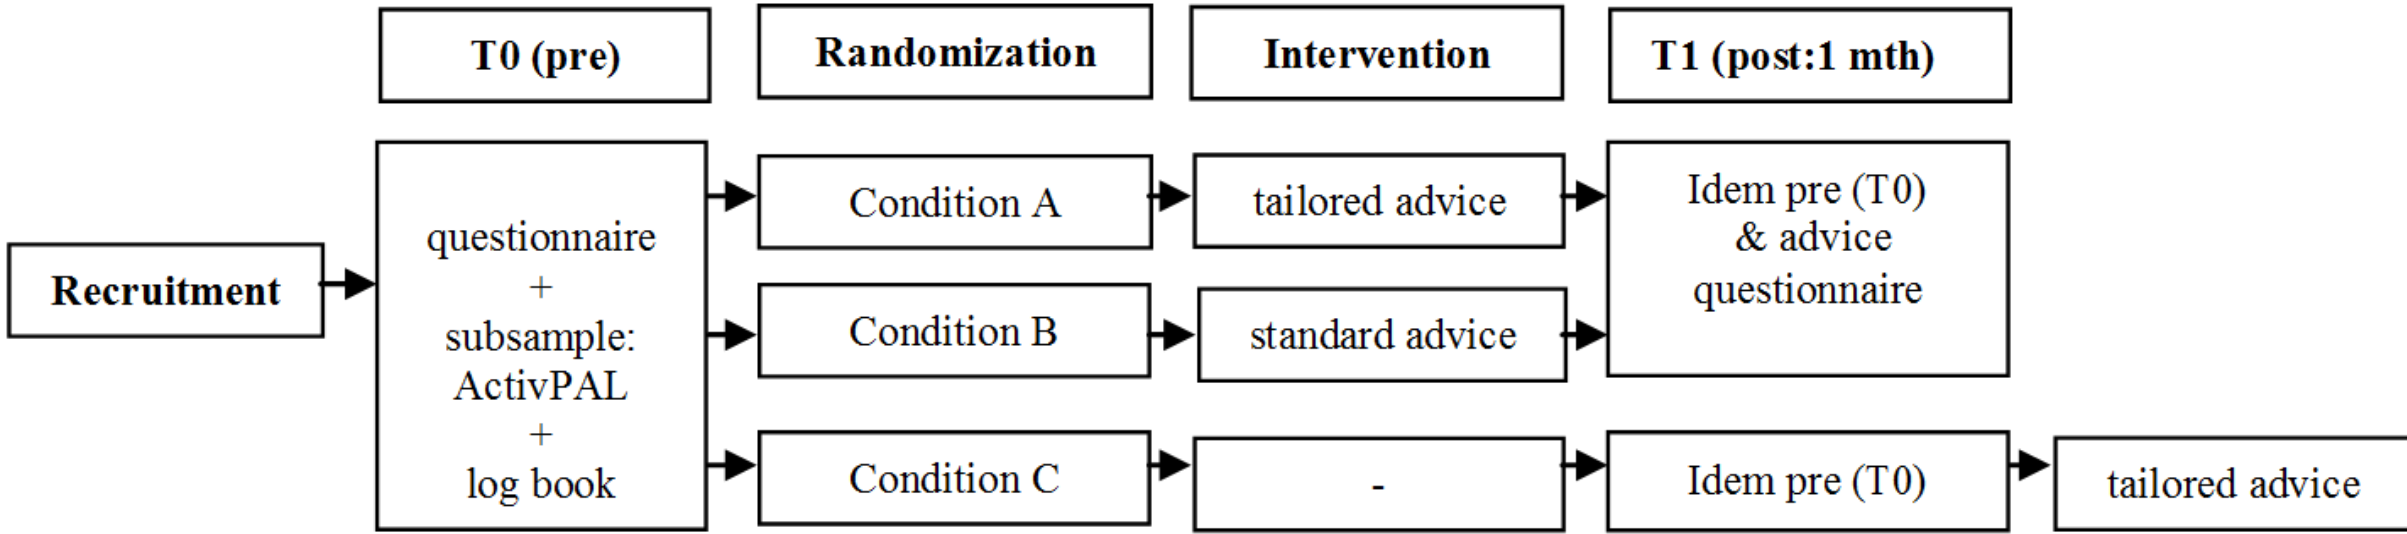 T0 (pre)
Randomization
Intervention
T1 (post:1 mth)
Recruitment
questionnaire
+
subsample:
ActivPAL
+
log book
Condition A
tailored advice
Condition B
standard advice
Idem pre (T0)
& advice
questionnaire
Condition C
-
Idem pre (T0)
tailored advice